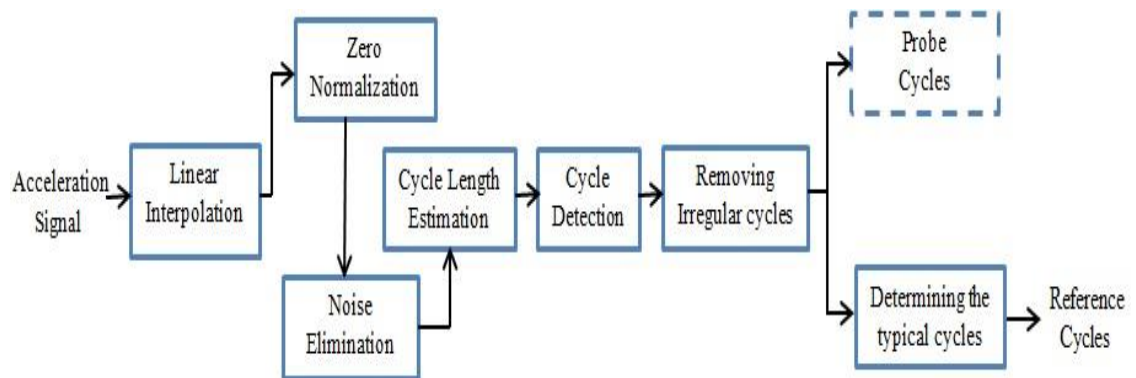 Acceleration
Signal
Linear
Interpolation
Zero
Normalization
Noise
Elimination
Cycle Length
Estimation
Cycle
Detection
Removing
Irregular cycles
Probe
Cycles
Determining the
typical cycles
Reference
Cycles